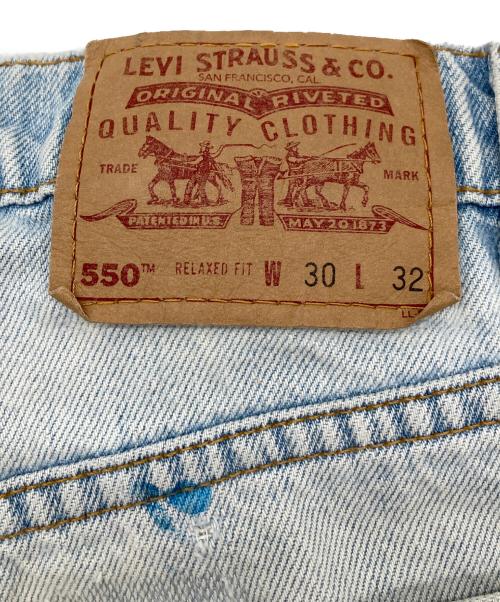 LEVI STRAUSS & CO.
SAN FRANCISCO, CAL
ORIGINAL RIVETED
QUALITY CLOTHING
TRADE MARK
PATENTED IN U.S. MAY 20 1873
550™ RELAXED FIT W 30 L 32